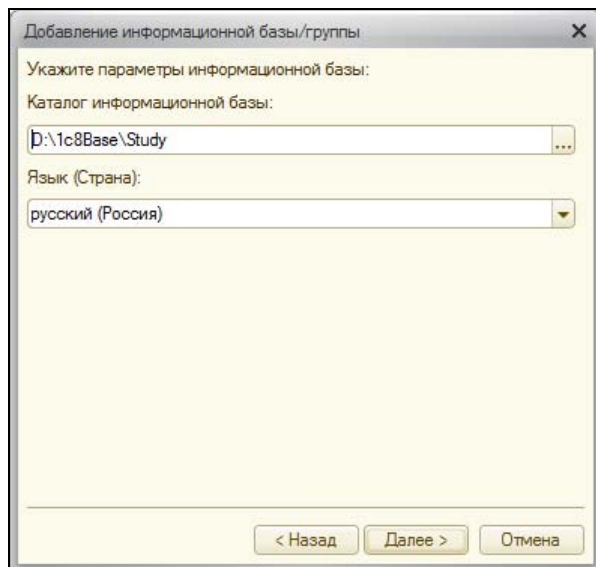 Добавление информационной базы/группы
Укажите параметры информационной базы:
Каталог информационной базы:
D:\1c8Base\Study
...
Язык (Страна):
русский (Россия)
< Назад
Далее >
Отмена